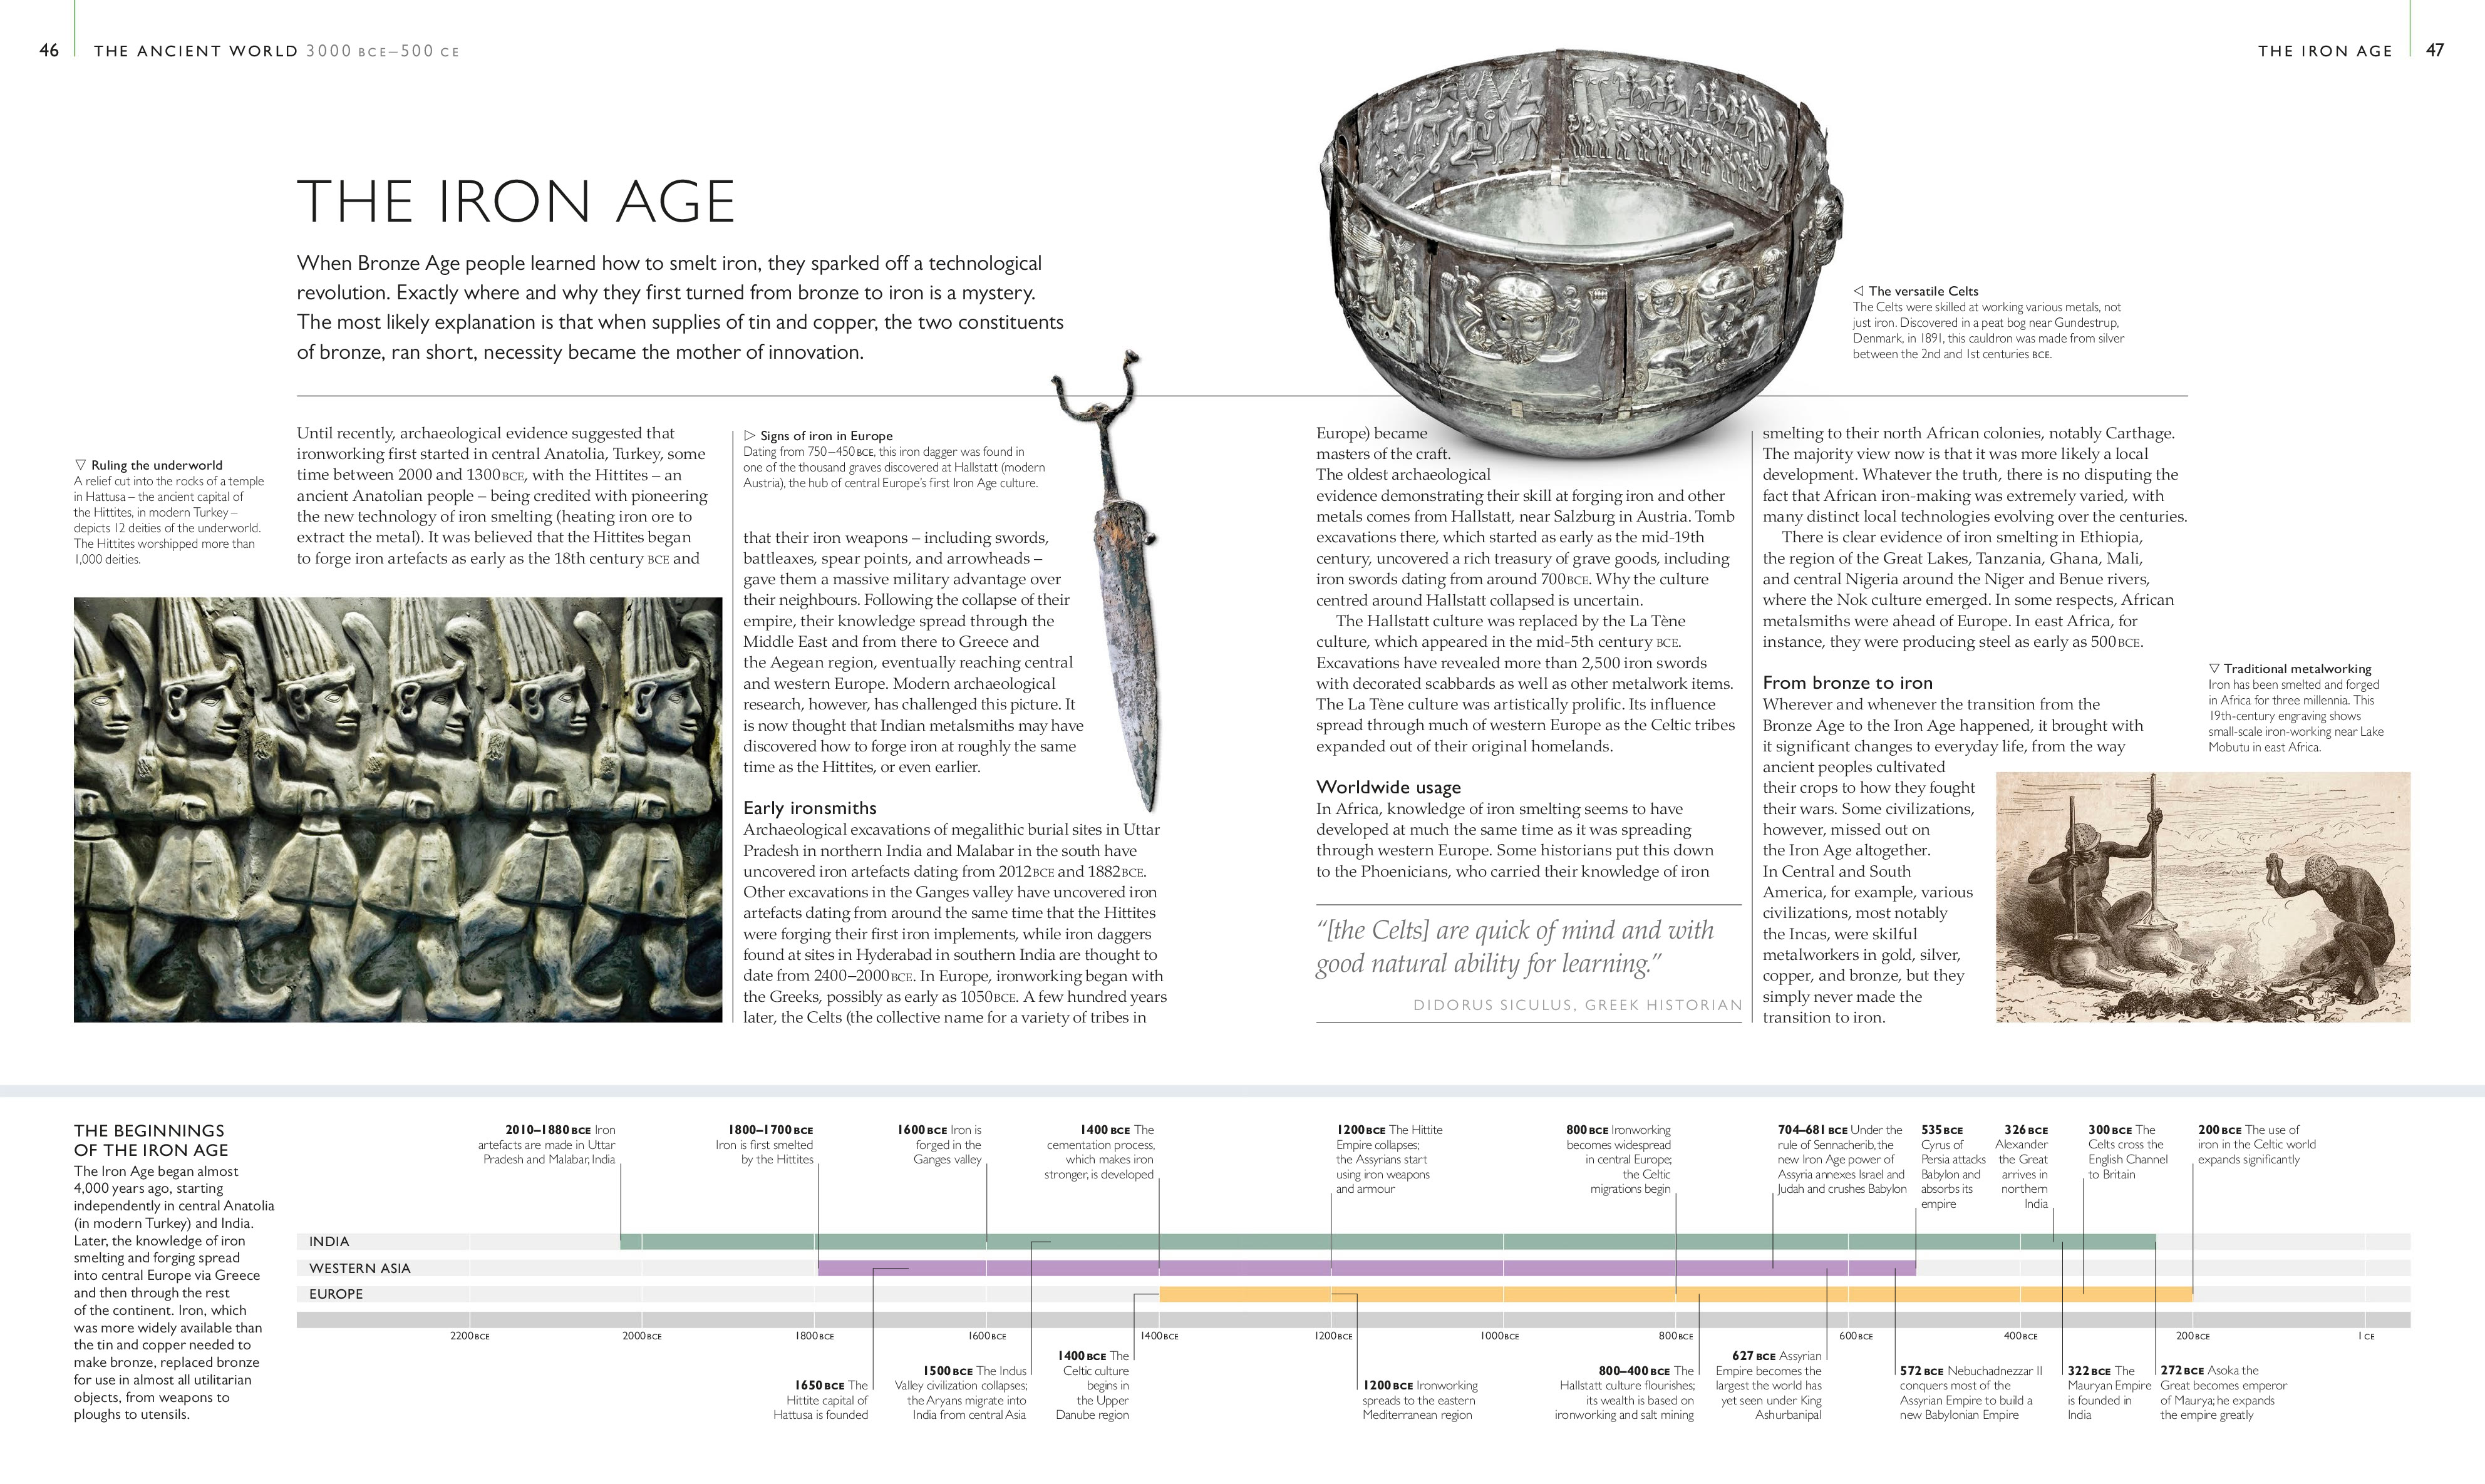 46
THE ANCIENT WORLD 3000 BCE–500 CE
THE IRON AGE
47
THE IRON AGE
When Bronze Age people learned how to smelt iron, they sparked off a technological
revolution. Exactly where and why they first turned from bronze to iron is a mystery.
The most likely explanation is that when supplies of tin and copper, the two constituents
of bronze, ran short, necessity became the mother of innovation.
◁ The versatile Celts
The Celts were skilled at working various metals, not
just iron. Discovered in a peat bog near Gundestrup,
Denmark, in 1891, this cauldron was made from silver
between the 2nd and 1st centuries BCE.
▽ Ruling the underworld
A relief cut into the rocks of a temple
in Hattusa – the ancient capital of
the Hittites, in modern Turkey –
depicts 12 deities of the underworld.
The Hittites worshipped more than
1,000 deities.
Until recently, archaeological evidence suggested that
ironworking first started in central Anatolia, Turkey, some
time between 2000 and 1300 BCE, with the Hittites – an
ancient Anatolian people – being credited with pioneering
the new technology of iron smelting (heating iron ore to
extract the metal). It was believed that the Hittites began
to forge iron artefacts as early as the 18th century BCE and
▷ Signs of iron in Europe
Dating from 750–450 BCE, this iron dagger was found in
one of the thousand graves discovered at Hallstatt (modern
Austria), the hub of central Europe's first Iron Age culture.
that their iron weapons – including swords,
battleaxes, spear points, and arrowheads –
gave them a massive military advantage over
their neighbours. Following the collapse of their
empire, their knowledge spread through the
Middle East and from there to Greece and
the Aegean region, eventually reaching central
and western Europe. Modern archaeological
research, however, has challenged this picture. It
is now thought that Indian metalsmiths may have
discovered how to forge iron at roughly the same
time as the Hittites, or even earlier.
Early ironsmiths
Archaeological excavations of megalithic burial sites in Uttar
Pradesh in northern India and Malabar in the south have
uncovered iron artefacts dating from 2012 BCE and 1882 BCE.
Other excavations in the Ganges valley have uncovered iron
artefacts dating from around the same time that the Hittites
were forging their first iron implements, while iron daggers
found at sites in Hyderabad in southern India are thought to
date from 2400–2000 BCE. In Europe, ironworking began with
the Greeks, possibly as early as 1050 BCE. A few hundred years
later, the Celts (the collective name for a variety of tribes in
Europe) became
masters of the craft.
The oldest archaeological
evidence demonstrating their skill at forging iron and other
metals comes from Hallstatt, near Salzburg in Austria. Tomb
excavations there, which started as early as the mid-19th
century, uncovered a rich treasury of grave goods, including
iron swords dating from around 700 BCE. Why the culture
centred around Hallstatt collapsed is uncertain.
The Hallstatt culture was replaced by the La Tène
culture, which appeared in the mid-5th century BCE.
Excavations have revealed more than 2,500 iron swords
with decorated scabbards as well as other metalwork items.
The La Tène culture was artistically prolific. Its influence
spread through much of western Europe as the Celtic tribes
expanded out of their original homelands.
Worldwide usage
In Africa, knowledge of iron smelting seems to have
developed at much the same time as it was spreading
through western Europe. Some historians put this down
to the Phoenicians, who carried their knowledge of iron
“[the Celts] are quick of mind and with
good natural ability for learning.”
DIDORUS SICULUS, GREEK HISTORIAN
smelting to their north African colonies, notably Carthage.
The majority view now is that it was more likely a local
development. Whatever the truth, there is no disputing the
fact that African iron-making was extremely varied, with
many distinct local technologies evolving over the centuries.
There is clear evidence of iron smelting in Ethiopia,
the region of the Great Lakes, Tanzania, Ghana, Mali,
and central Nigeria around the Niger and Benue rivers,
where the Nok culture emerged. In some respects, African
metalsmiths were ahead of Europe. In east Africa, for
instance, they were producing steel as early as 500 BCE.
From bronze to iron
Wherever and whenever the transition from the
Bronze Age to the Iron Age happened, it brought with
it significant changes to everyday life, from the way
ancient peoples cultivated
their crops to how they fought
their wars. Some civilizations,
however, missed out on
the Iron Age altogether.
In Central and South
America, for example, various
civilizations, most notably
the Incas, were skilful
metalworkers in gold, silver,
copper, and bronze, but they
simply never made the
transition to iron.
▽ Traditional metalworking
Iron has been smelted and forged
in Africa for three millennia. This
19th-century engraving shows
small-scale iron-working near Lake
Mobutu in east Africa.
THE BEGINNINGS
OF THE IRON AGE
The Iron Age began almost
4,000 years ago, starting
independently in central Anatolia
(in modern Turkey) and India.
Later, the knowledge of iron
smelting and forging spread
into central Europe via Greece
and then through the rest
of the continent. Iron, which
was more widely available than
the tin and copper needed to
make bronze, replaced bronze
for use in almost all utilitarian
objects, from weapons to
ploughs to utensils.
2010–1880 BCE Iron
artefacts are made in Uttar
Pradesh and Malabar, India
1800–1700 BCE
Iron is first smelted
by the Hittites
1600 BCE Iron is
forged in the
Ganges valley
1400 BCE The
cementation process,
which makes iron
stronger, is developed
1200 BCE The Hittite
Empire collapses;
the Assyrians start
using iron weapons
and armour
800 BCE Ironworking
becomes widespread
in central Europe;
the Celtic
migrations begin
704–681 BCE Under the
rule of Sennacherib, the
new Iron Age power of
Assyria annexes Israel and
Judah and crushes Babylon
535 BCE
Cyrus of
Persia attacks
Babylon and
absorbs its
empire
326 BCE
Alexander
the Great
arrives in
northern
India
300 BCE The
Celts cross the
English Channel
to Britain
200 BCE The use of
iron in the Celtic world
expands significantly
INDIA
WESTERN ASIA
EUROPE
2200 BCE
2000 BCE
1800 BCE
1600 BCE
1400 BCE
1200 BCE
1000 BCE
800 BCE
600 BCE
400 BCE
200 BCE
1 CE
1650 BCE The
Hittite capital of
Hattusa is founded
1500 BCE The Indus
Valley civilization collapses;
the Aryans migrate into
India from central Asia
1400 BCE The
Celtic culture
begins in
the Upper
Danube region
1200 BCE Ironworking
spreads to the eastern
Mediterranean region
800–400 BCE The
Hallstatt culture flourishes;
its wealth is based on
ironworking and salt mining
627 BCE Assyrian
Empire becomes the
largest the world has
yet seen under King
Ashurbanipal
572 BCE Nebuchadnezzar II
conquers most of the
Assyrian Empire to build a
new Babylonian Empire
322 BCE The
Mauryan Empire
is founded in
India
272 BCE Asoka the
Great becomes emperor
of Maurya; he expands
the empire greatly